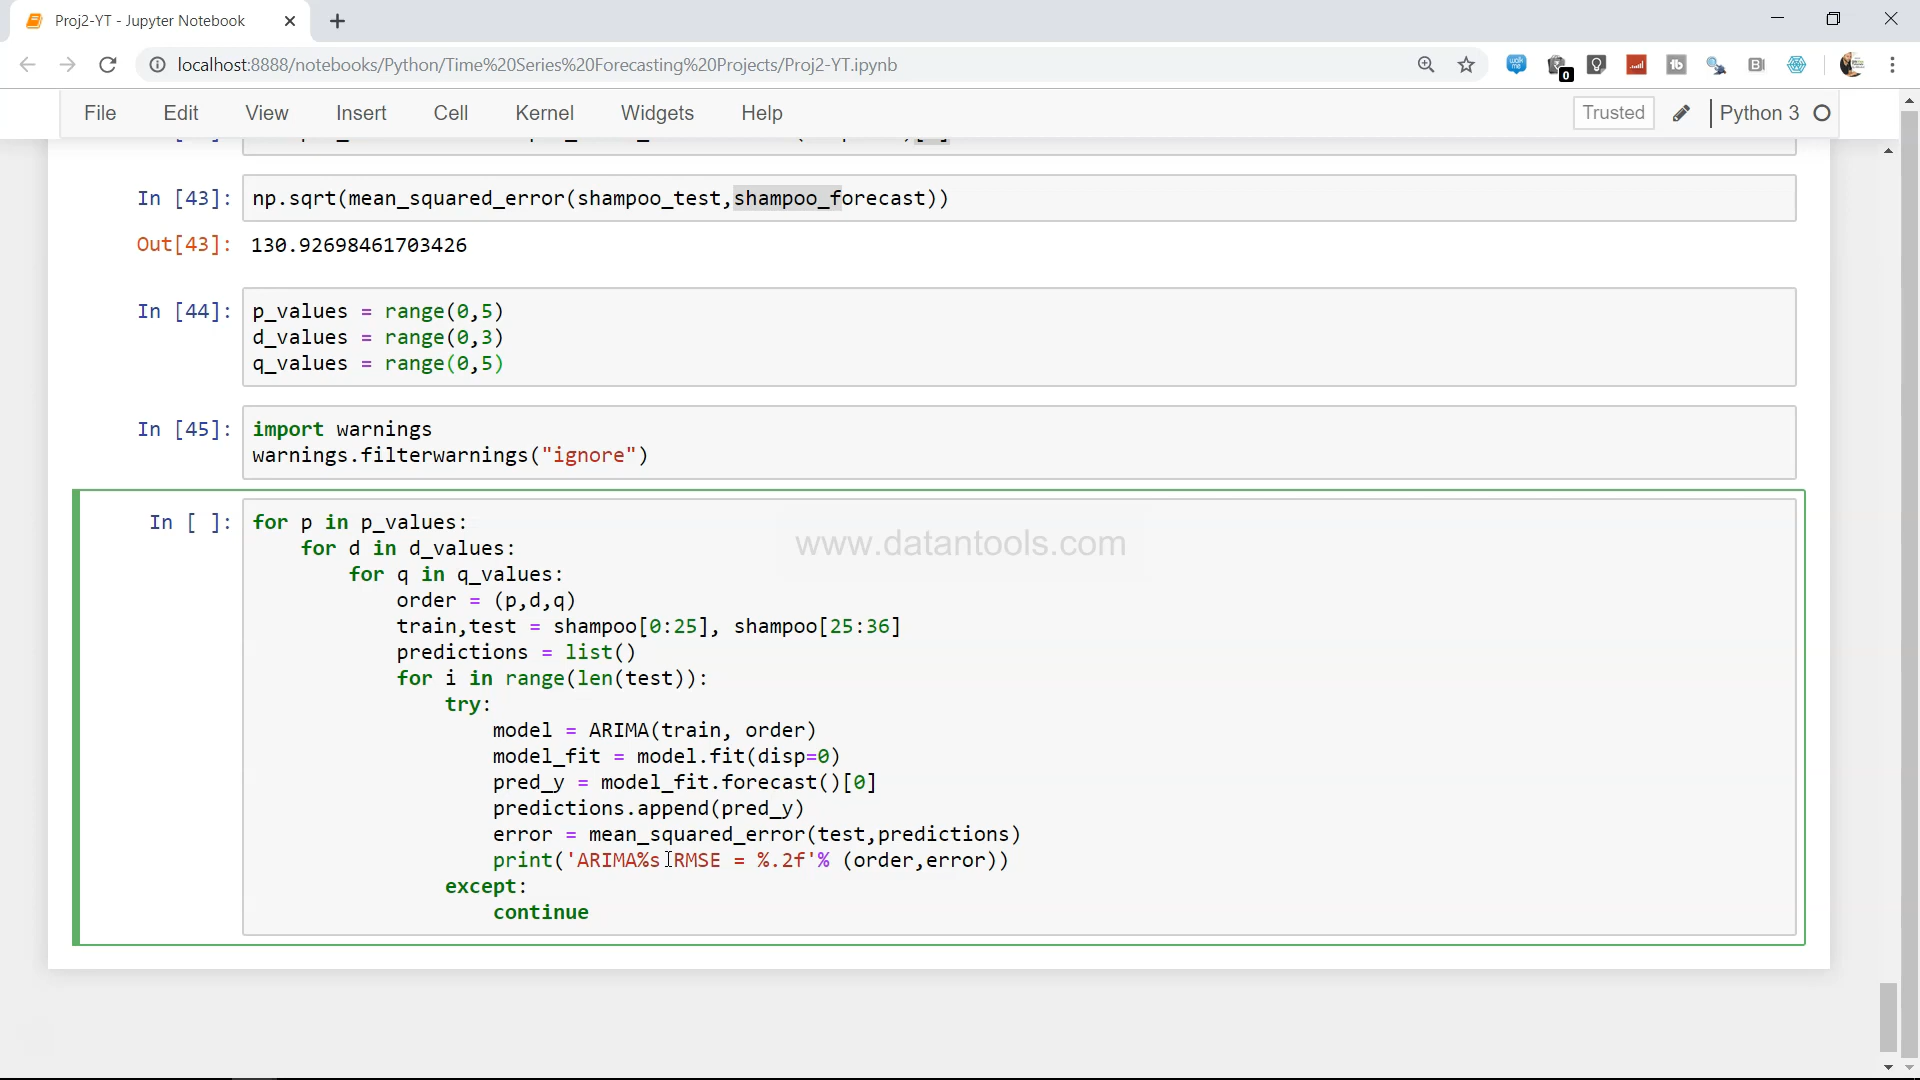 Proj2-YT - Jupyter Notebook
localhost:8888/notebooks/Python/Time%20Series%20Forecasting%20Projects/Proj2-YT.ipynb
0
File Edit View Insert Cell Kernel Widgets Help Trusted Python 3
In [43]: np.sqrt(mean_squared_error(shampoo_test,shampoo_forecast))
Out[43]: 130.92698461703426
In [44]: p_values = range(0,5)
d_values = range(0,3)
q_values = range(0,5)
In [45]: import warnings
warnings.filterwarnings("ignore")
In [ ]: for p in p_values:
www.datantools.com
for d in d_values:
for q in q_values:
order = (p,d,q)
train,test = shampoo[0:25], shampoo[25:36]
predictions = list()
for i in range(len(test)):
try:
model = ARIMA(train, order)
model_fit = model.fit(disp=0)
pred_y = model_fit.forecast()[0]
predictions.append(pred_y)
error = mean_squared_error(test,predictions)
print('ARIMA%s RMSE = %.2f'% (order,error))
except:
continue